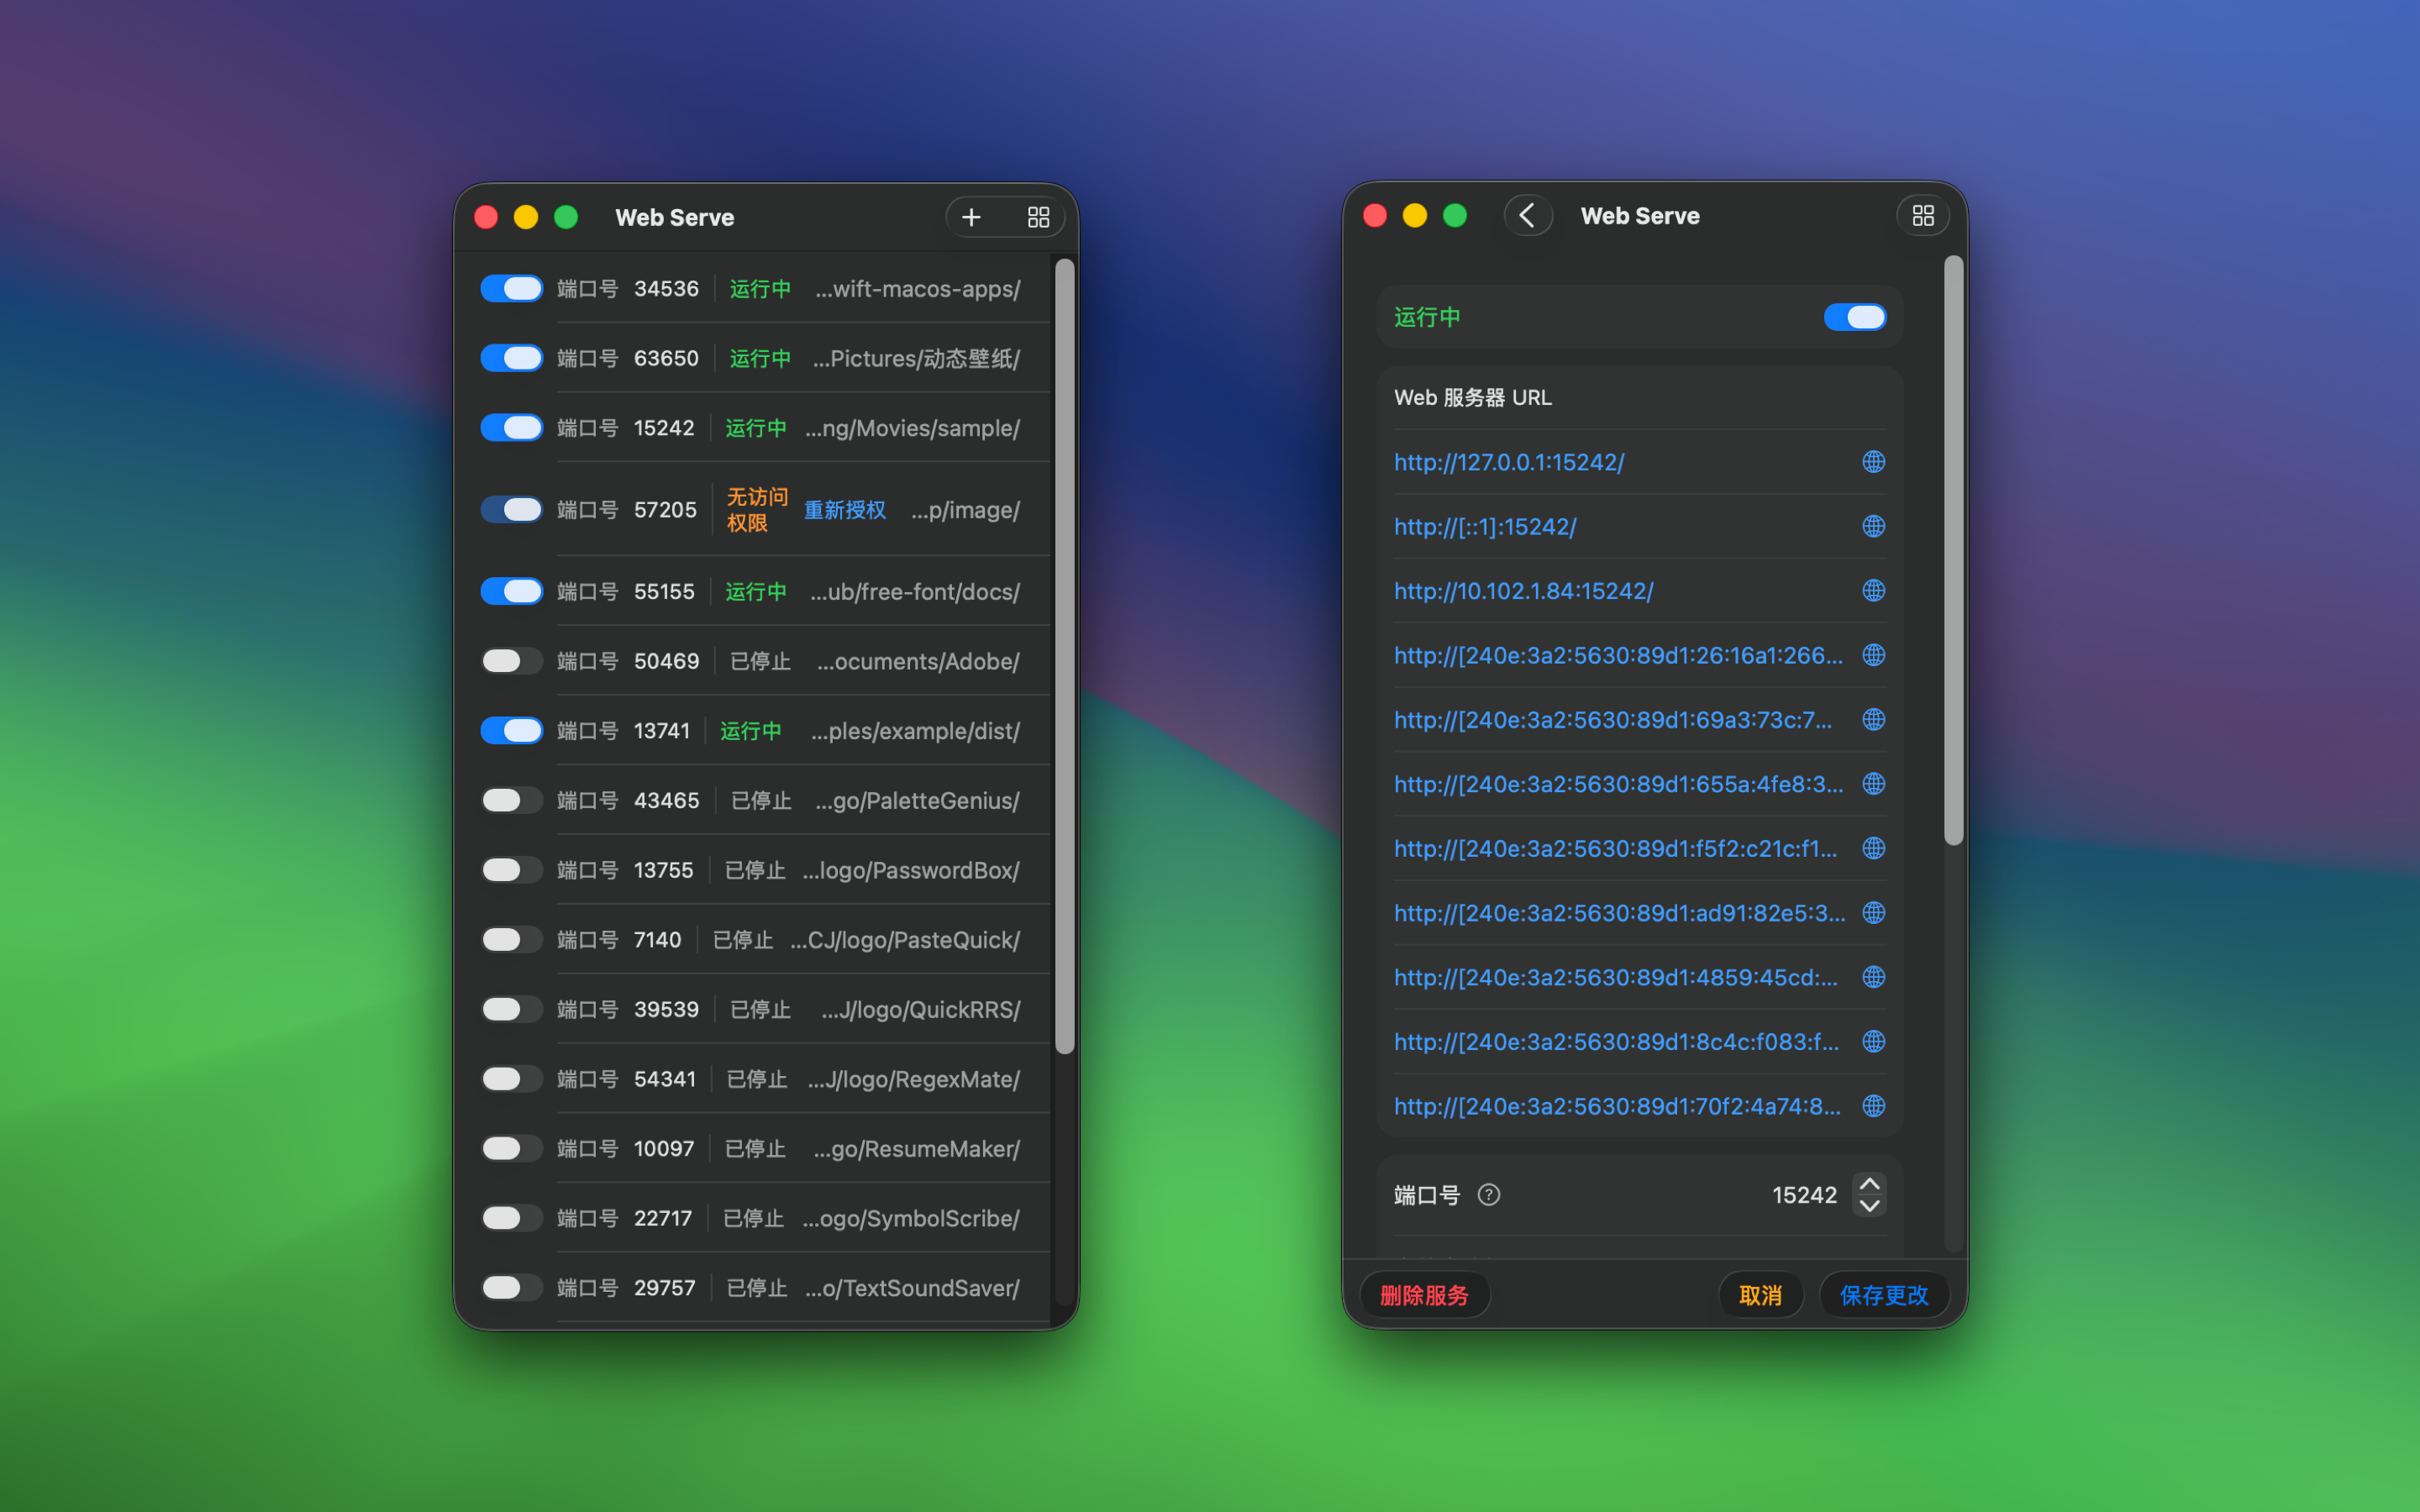 Web Serve
端口号 34536 运行中 ...wift-macos-apps/
端口号 63650 运行中 ...Pictures/动态壁纸/
端口号 15242 运行中 ...ng/Movies/sample/
端口号 57205 无访问权限 重新授权 ...p/image/
端口号 55155 运行中 ...ub/free-font/docs/
端口号 50469 已停止 ...ocuments/Adobe/
端口号 13741 运行中 ...ples/example/dist/
端口号 43465 已停止 ...go/PaletteGenius/
端口号 13755 已停止 ...logo/PasswordBox/
端口号 7140 已停止 ...CJ/logo/PasteQuick/
端口号 39539 已停止 ...J/logo/QuickRRS/
端口号 54341 已停止 ...J/logo/RegexMate/
端口号 10097 已停止 ...go/ResumeMaker/
端口号 22717 已停止 ...ogo/SymbolScribe/
端口号 29757 已停止 ...o/TextSoundSaver/
Web Serve
运行中
Web 服务器 URL
http://127.0.0.1:15242/
http://[::1]:15242/
http://10.102.1.84:15242/
http://[240e:3a2:5630:89d1:26:16a1:266...
http://[240e:3a2:5630:89d1:69a3:73c:7...
http://[240e:3a2:5630:89d1:655a:4fe8:3...
http://[240e:3a2:5630:89d1:f5f2:c21c:f1...
http://[240e:3a2:5630:89d1:ad91:82e5:3...
http://[240e:3a2:5630:89d1:4859:45cd:...
http://[240e:3a2:5630:89d1:8c4c:f083:f...
http://[240e:3a2:5630:89d1:70f2:4a74:8...
端口号 ? 15242
删除服务 取消 保存更改